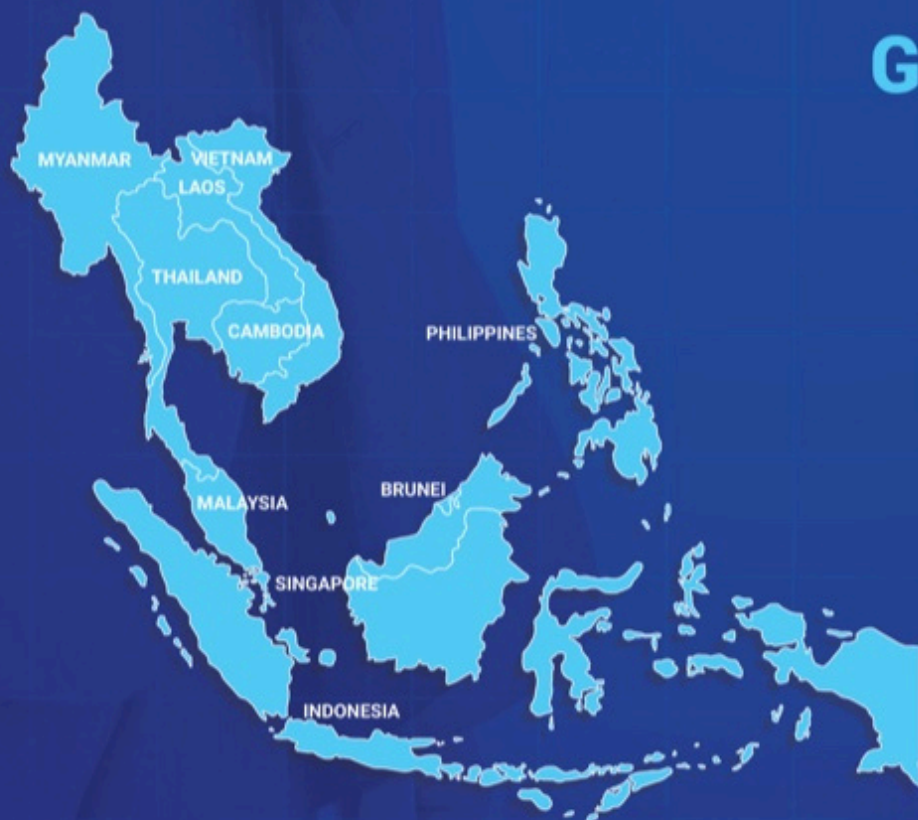 G
MYANMAR
VIETNAM
LAOS
THAILAND
CAMBODIA
PHILIPPINES
BRUNEI
MALAYSIA
SINGAPORE
INDONESIA